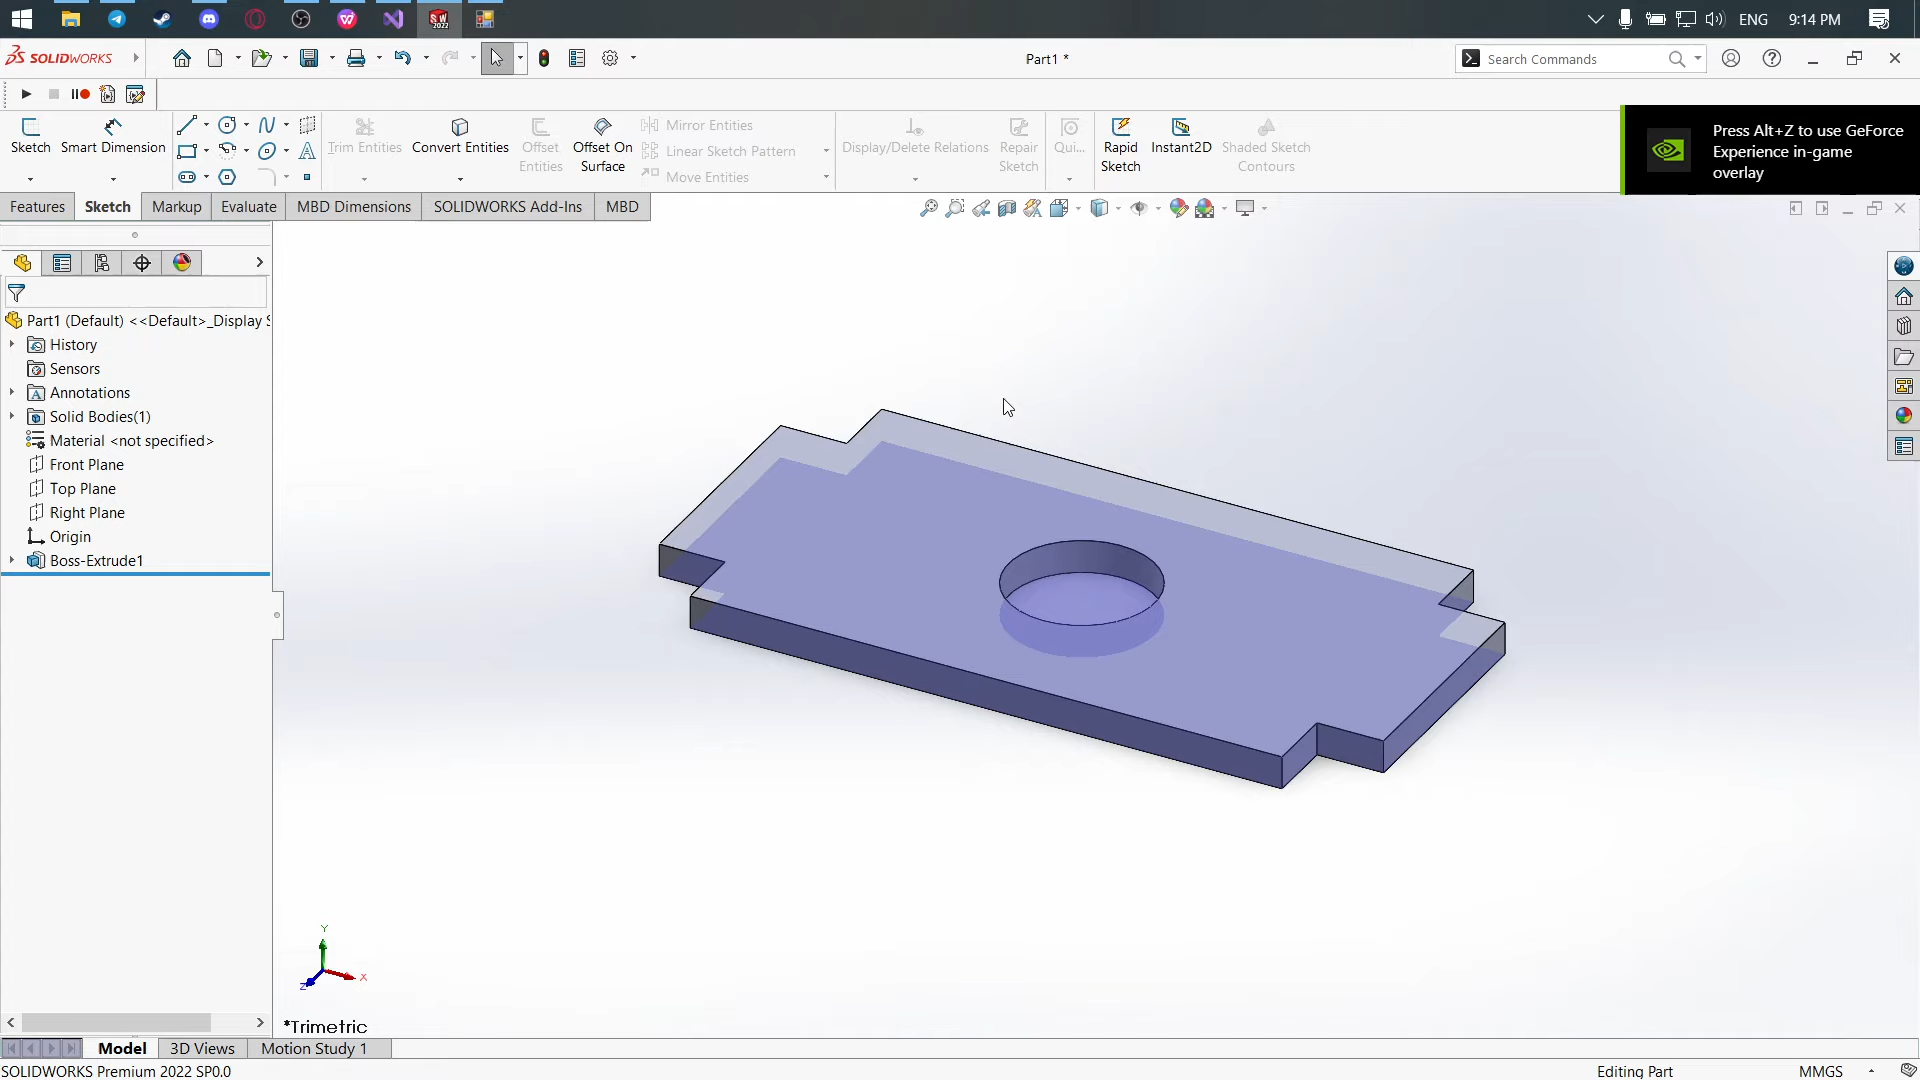 ENG
9:14 PM
SOLIDWORKS
Part1 *
Search Commands
Press Alt+Z to use GeForce
Experience in-game
overlay
Sketch
Smart Dimension
Trim Entities
Convert Entities
Offset
Entities
Offset On
Surface
Mirror Entities
Linear Sketch Pattern
Move Entities
Display/Delete Relations
Repair
Sketch
Qui...
Rapid
Sketch
Instant2D
Shaded Sketch
Contours
Features
Sketch
Markup
Evaluate
MBD Dimensions
SOLIDWORKS Add-Ins
MBD
Part1 (Default) <<Default>_Display S
History
Sensors
Annotations
Solid Bodies(1)
Material <not specified>
Front Plane
Top Plane
Right Plane
Origin
Boss-Extrude1
Y
X
Z
*Trimetric
Model
3D Views
Motion Study 1
SOLIDWORKS Premium 2022 SP0.0
Editing Part
MMGS